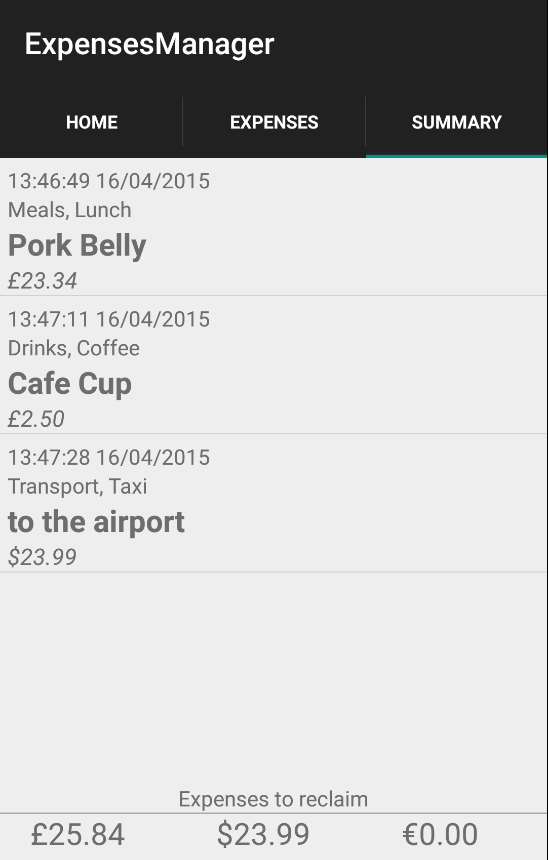 ExpensesManager
HOME EXPENSES SUMMARY
13:46:49 16/04/2015
Meals, Lunch
Pork Belly
£23.34
13:47:11 16/04/2015
Drinks, Coffee
Cafe Cup
£2.50
13:47:28 16/04/2015
Transport, Taxi
to the airport
$23.99
Expenses to reclaim
£25.84 $23.99 €0.00